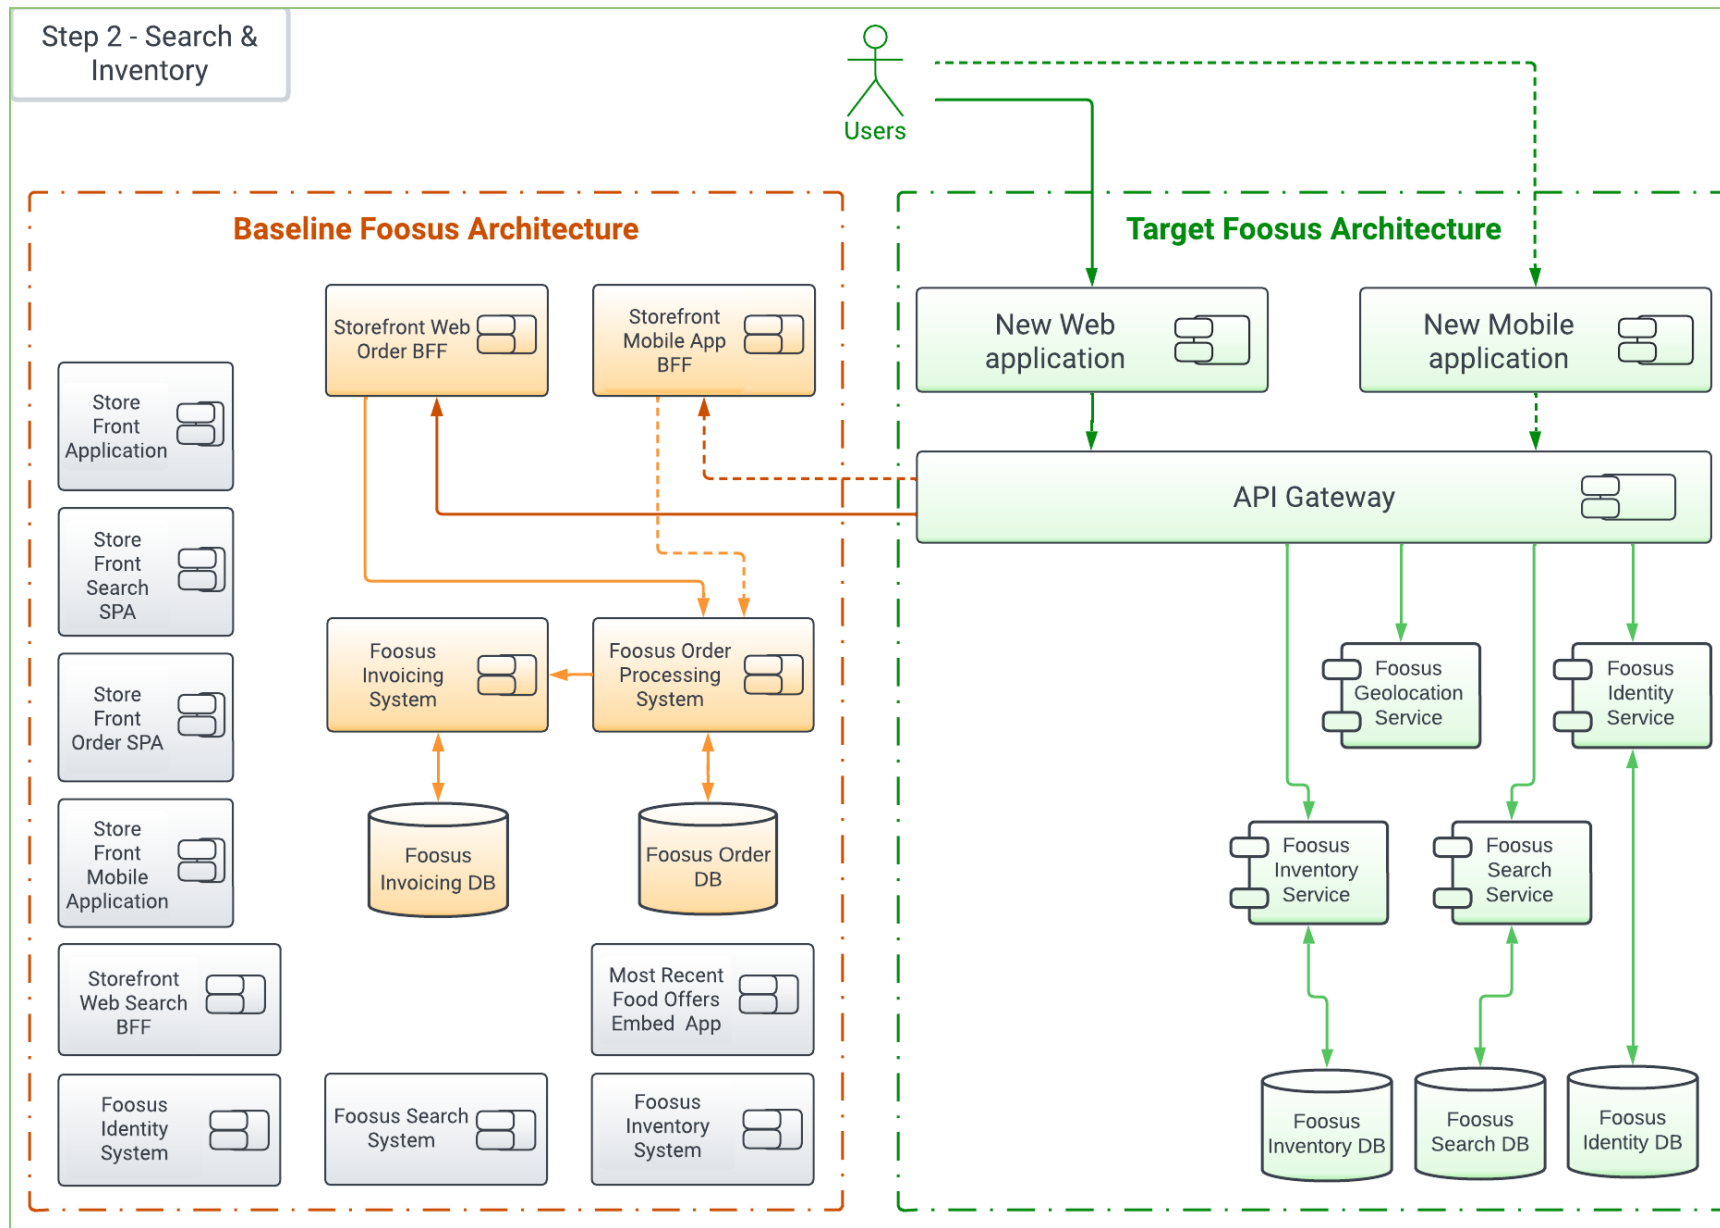 Step 2 - Search &
Inventory
Users
Baseline Foosus Architecture
Target Foosus Architecture
Storefront Web
Order BFF
Storefront
Mobile App
BFF
New Web
application
New Mobile
application
Store
Front
Application
API Gateway
Store
Front
Search
SPA
Foosus
Invoicing
System
Foosus Order
Processing
System
Foosus
Geolocation
Service
Foosus
Identity
Service
Store
Front
Order SPA
Store
Front
Mobile
Application
Foosus
Invoicing DB
Foosus Order
DB
Foosus
Inventory
Service
Foosus
Search
Service
Storefront
Web Search
BFF
Most Recent
Food Offers
Embed App
Foosus
Identity
System
Foosus Search
System
Foosus
Inventory
System
Foosus
Inventory DB
Foosus
Search DB
Foosus
Identity DB